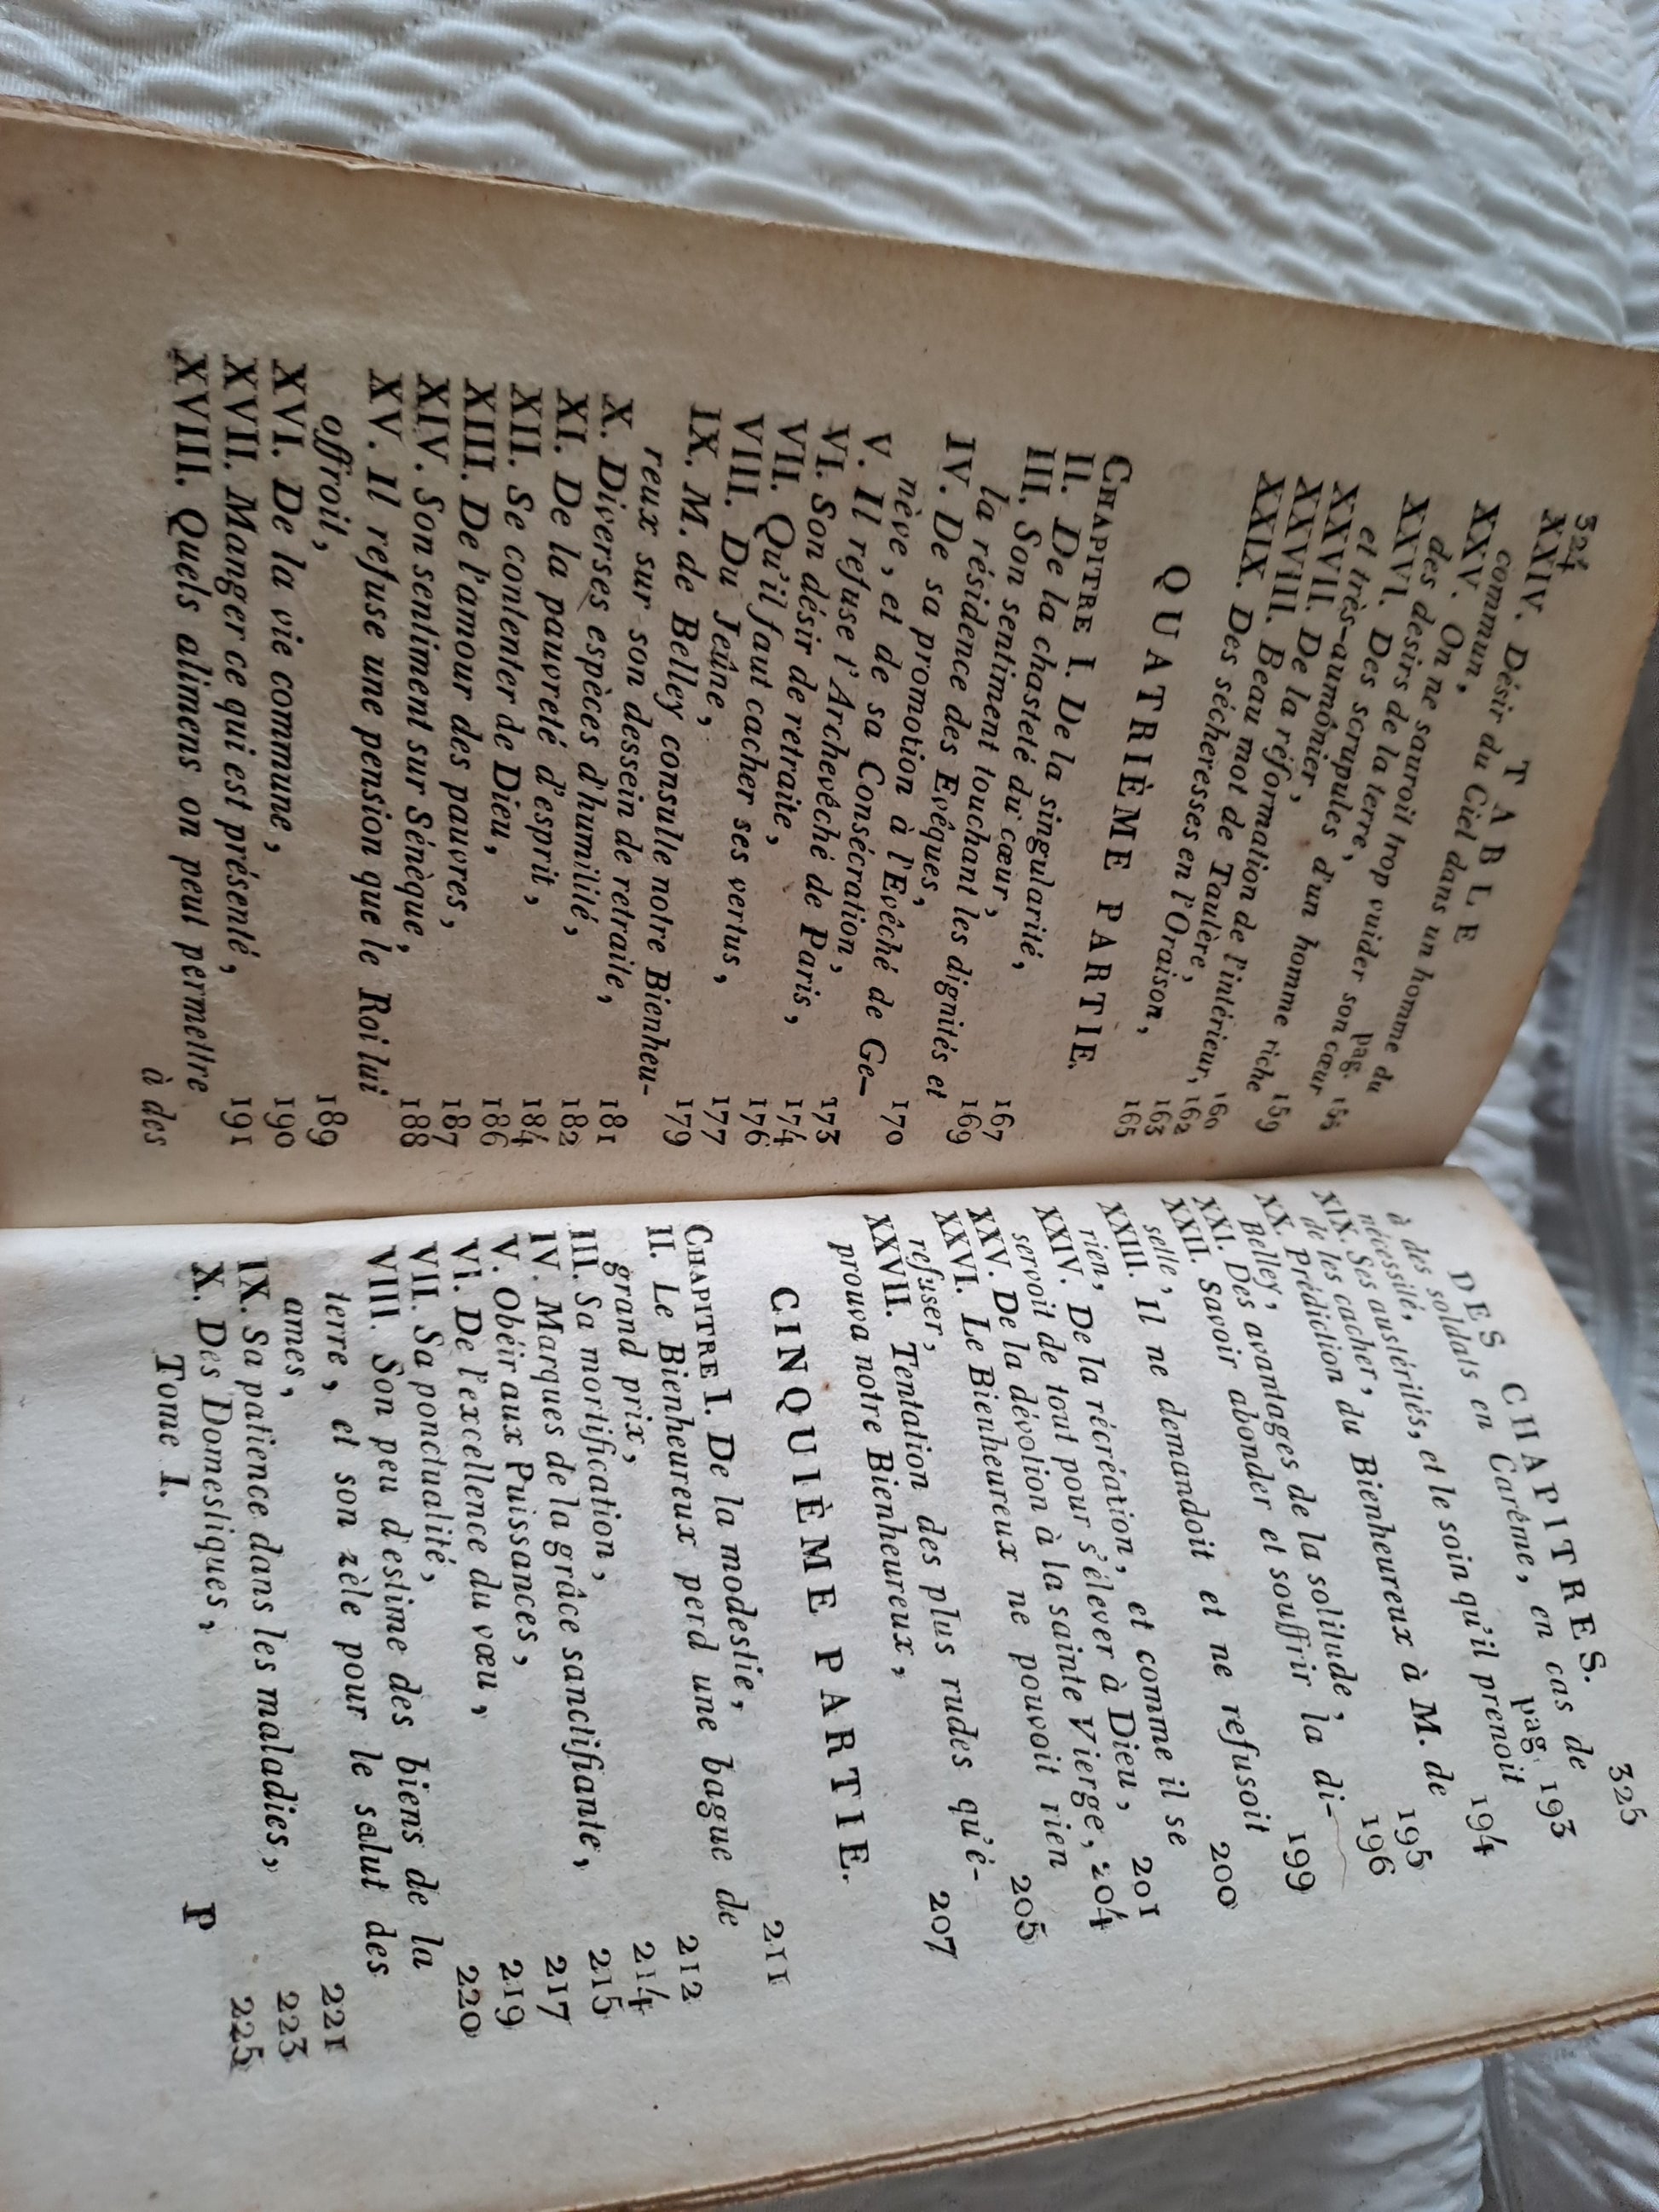 324 TABLE
XXIV. Désir du Ciel dans un homme du
commun, pag. 155
XXV. On ne sauroit trop vuider son cœur
des désirs de la terre, 159
XXVI. Des scrupules d'un homme riche
et très-aumônier, 160
XXVII. De la réformation de l'intérieur, 162
XXVIII. Beau mot de Taulère, 163
XXIX. Des sécheresses en l'Oraison, 165
QUATRIÈME PARTIE.
CHAPITRE I. De la singularité, 167
II. De la chasteté du cœur, 169
III. Son sentiment touchant les dignités et
la résidence des Evêques, 170
IV. De sa promotion à l'Evêché de Ge-
nève, et de sa Consécration, 173
V. Il refuse l'Archevêché de Paris, 174
VI. Son désir de retraite, 176
VII. Qu'il faut cacher ses vertus, 177
VIII. Du Jeûne, 179
IX. M. de Belley consulte notre Bienheu-
reux sur son dessein de retraite, 181
X. Diverses espèces d'humilité, 182
XI. De la pauvreté d'esprit, 184
XII. Se contenter de Dieu, 186
XIII. De l'amour des pauvres, 187
XIV. Son sentiment sur Sénèque, 188
XV. Il refuse une pension que le Roi lui
offroit, 189
XVI. De la vie commune, 190
XVII. Manger ce qui est présenté, 191
XVIII. Quels alimens on peut permettre
à des
DES CHAPITRES. 325
à des soldats en Carême, en cas de
nécessité, pag. 193
XIX. Ses austérités, et le soin qu'il prenoit
de les cacher, 194
XX. Prédiction du Bienheureux à M. de
Belley, 195
XXI. Des avantages de la solitude, 196
XXII. Savoir abonder et souffrir la di-
selle, 199
XXIII. Il ne demandoit et ne refusoit
rien, 200
XXIV. De la récréation, et comme il se
servoit de tout pour s'élever à Dieu, 201
XXV. De la dévotion à la sainte Vierge, 204
XXVI. Le Bienheureux ne pouvoit rien
refuser, 205
XXVII. Tentation des plus rudes qu'é-
prouva notre Bienheureux, 207
CINQUIÈME PARTIE.
CHAPITRE I. De la modestie, 211
II. Le Bienheureux perd une bague de
grand prix, 212
III. Sa mortification, 214
IV. Marques de la grâce sanctifiante, 215
V. Obéir aux Puissances, 217
VI. De l'excellence du vœu, 219
VII. Sa ponctualité, 220
VIII. Son peu d'estime des biens de la
terre, et son zèle pour le salut des
ames, 221
IX. Sa patience dans les maladies, 223
X. Des Domestiques, 225
Tome I. P